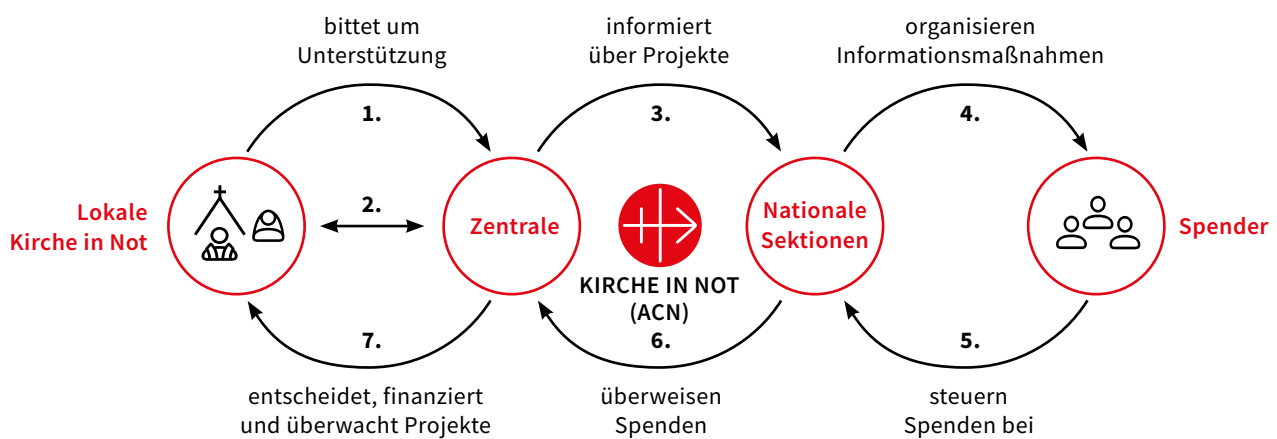 bittet um
Unterstützung
informiert
über Projekte
organisieren
Informationsmaßnahmen
1.
3.
4.
Lokale
Kirche in Not
2.
Zentrale
Nationale
Sektionen
Spender
KIRCHE IN NOT
(ACN)
7.
6.
5.
entscheidet, finanziert
und überwacht Projekte
überweisen
Spenden
steuern
Spenden bei